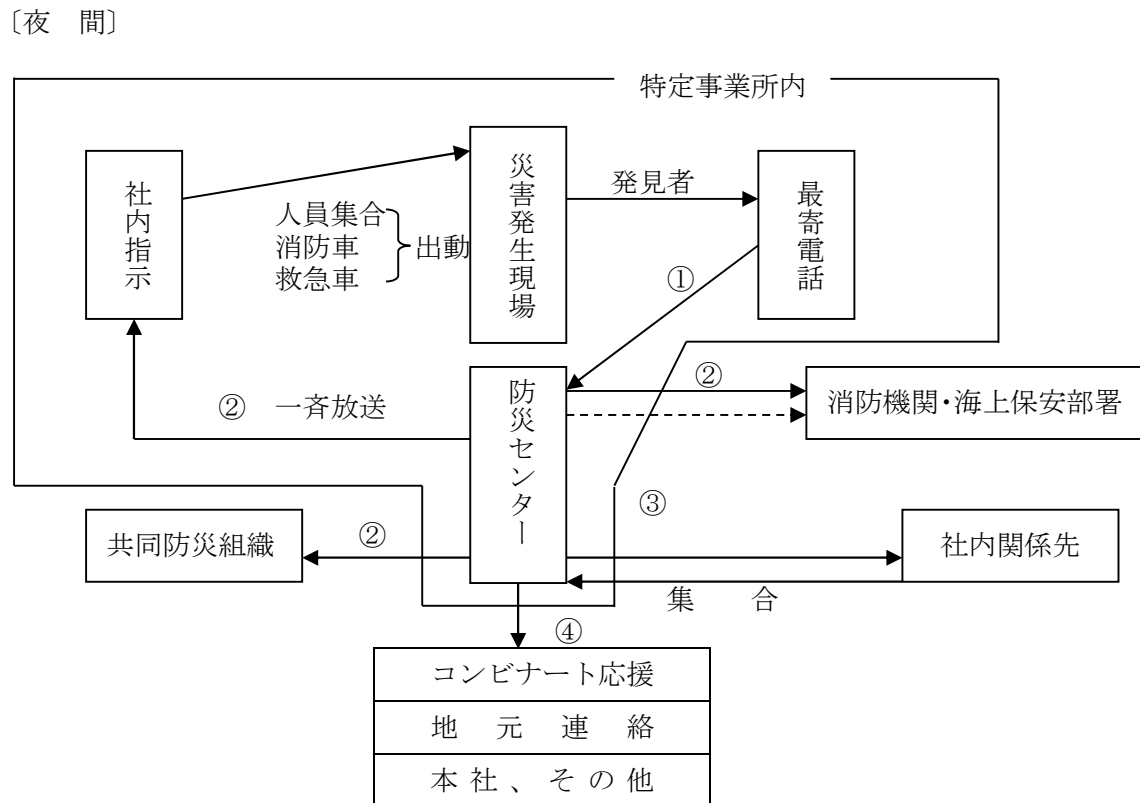 〔夜　間〕
特定事業所内
社内指示
災害発生現場
発見者
最寄電話
人員集合
消防車
救急車
出動
①
防災センター
②
消防機関・海上保安部署
②　一斉放送
③
共同防災組織
②
社内関係先
集　合
④
コンビナート応援
地　元　連　絡
本社、その他